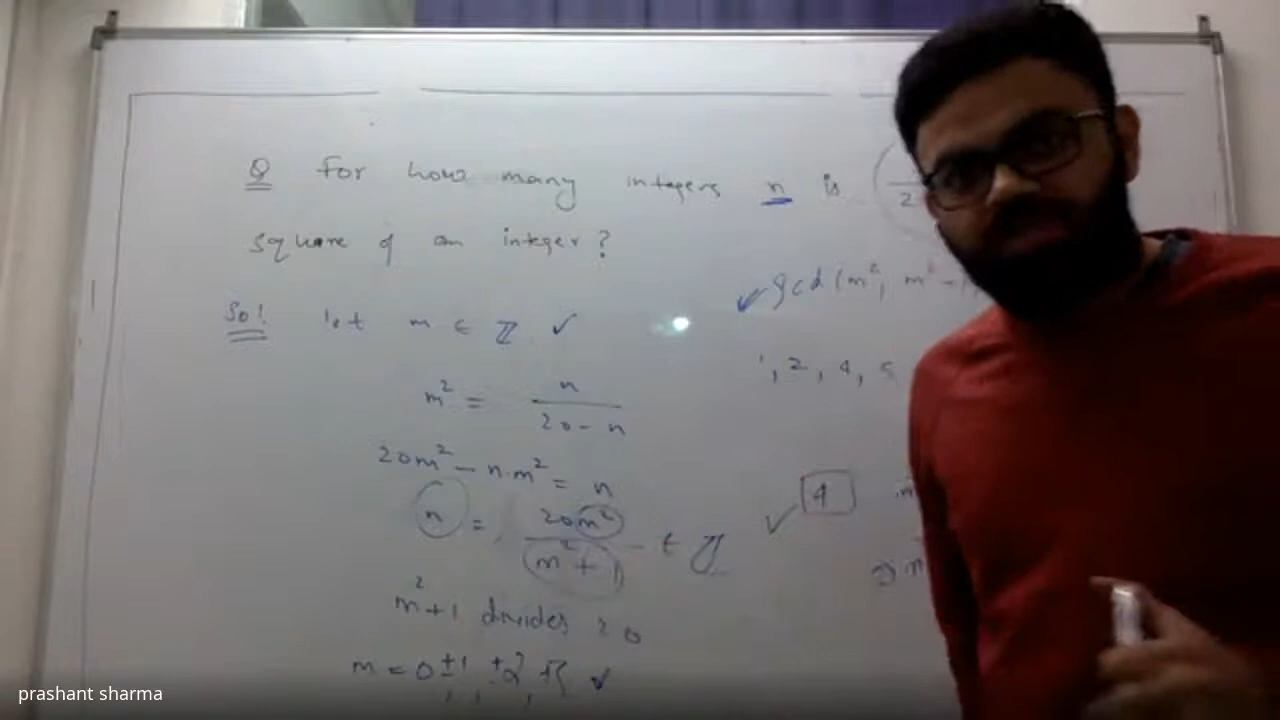 Q For how many integers n is
square of an integer?
Sol let m ∈ ℤ ✓
gcd(m², m²
1, 2, 4, 5
m² = n / 20 - n
20m² - n·m² = n
n = 20m² / m² + 1 ∈ ℤ
4
m² + 1 divides 20
m = 0 ±1, ±2, ±3
prashant sharma